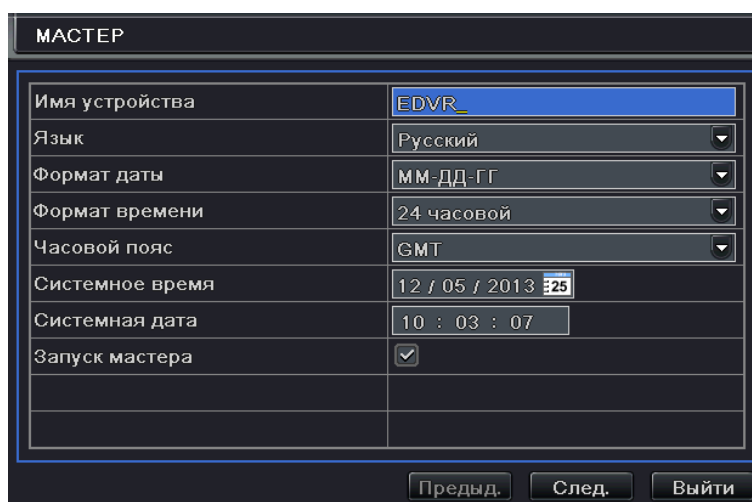 МАСТЕР
Имя устройства EDVR_
Язык Русский
Формат даты ММ-ДД-ГГ
Формат времени 24 часовой
Часовой пояс GMT
Системное время 12 / 05 / 2013 25
Системная дата 10 : 03 : 07
Запуск мастера
Предыд. След. Выйти